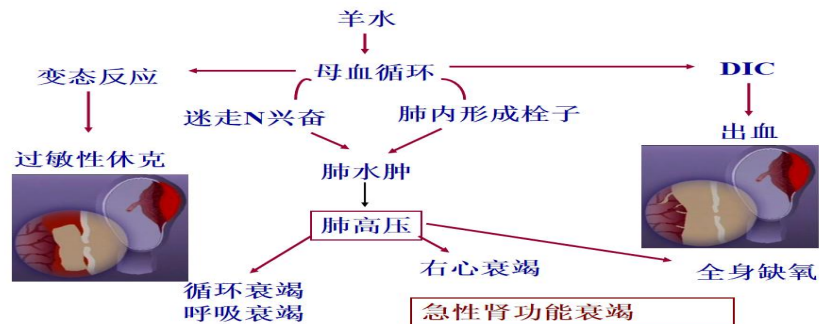 羊水
母血循环
变态反应
DIC
迷走N兴奋
肺内形成栓子
出血
过敏性休克
肺水肿
肺高压
右心衰竭
全身缺氧
循环衰竭
呼吸衰竭
急性肾功能衰竭